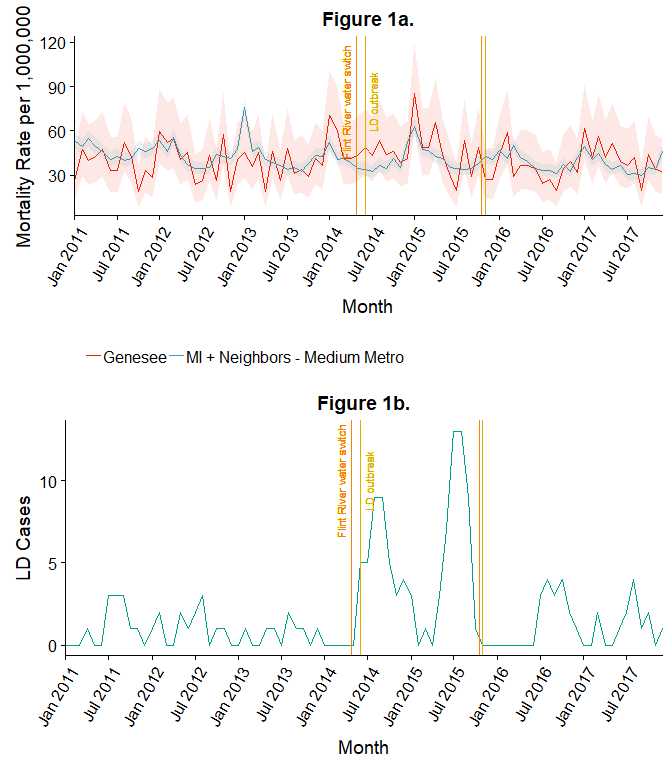 Figure 1a.
Mortality Rate per 1,000,000
120
90
60
30
Flint River water switch
LD outbreak
Jan 2011
Jul 2011
Jan 2012
Jul 2012
Jan 2013
Jul 2013
Jan 2014
Jul 2014
Jan 2015
Jul 2015
Jan 2016
Jul 2016
Jan 2017
Jul 2017
Month
Genesee MI + Neighbors - Medium Metro
Figure 1b.
LD Cases
10
5
0
Flint River water switch
LD outbreak
Jan 2011
Jul 2011
Jan 2012
Jul 2012
Jan 2013
Jul 2013
Jan 2014
Jul 2014
Jan 2015
Jul 2015
Jan 2016
Jul 2016
Jan 2017
Jul 2017
Month